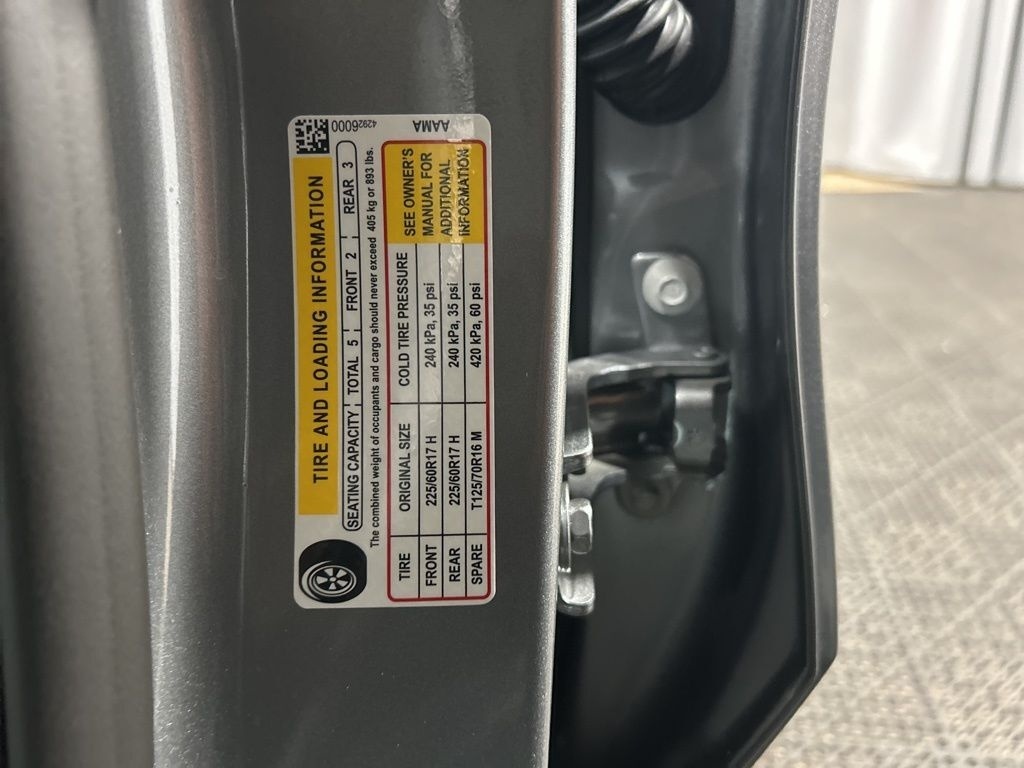 TIRE AND LOADING INFORMATION
42926000
SEATING CAPACITY TOTAL 5 FRONT 2 REAR 3
The combined weight of occupants and cargo should never exceed 405 kg or 893 lbs.
TIRE ORIGINAL SIZE COLD TIRE PRESSURE
FRONT 225/60R17 H 240 kPa, 35 psi
REAR 225/60R17 H 240 kPa, 35 psi
SPARE T125/70R16 M 420 kPa, 60 psi
SEE OWNER'S
MANUAL FOR
ADDITIONAL
INFORMATION
AAMA